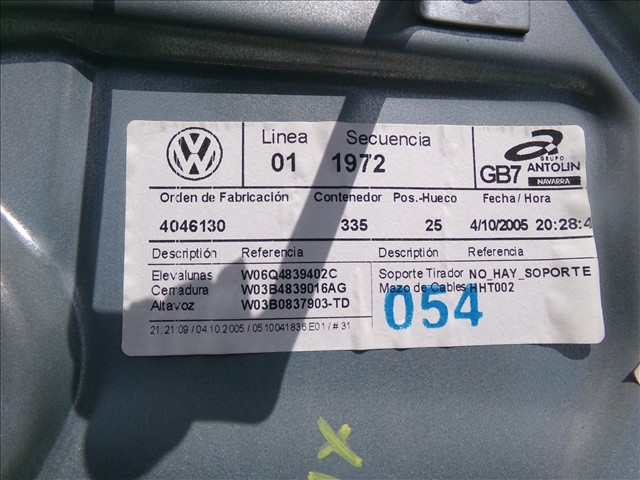 Linea Secuencia
01 1972
GB7
GRUPO
ANTOLIN
NAVARRA
Orden de Fabricación Contenedor Pos.-Hueco Fecha / Hora
4046130 335 25 4/10/2005 20:28:4
Descriptión Referencia Descriptión Referencia
Elevalunas W06Q4839402C Soporte Tirador NO_HAY_SOPORTE
Cerradura W03B4839016AG Mazo de Cables HHT002
Altavoz W03B0837903-TD
054
21:21:09 / 04.10.2005 / 0510041836E01 / # 31